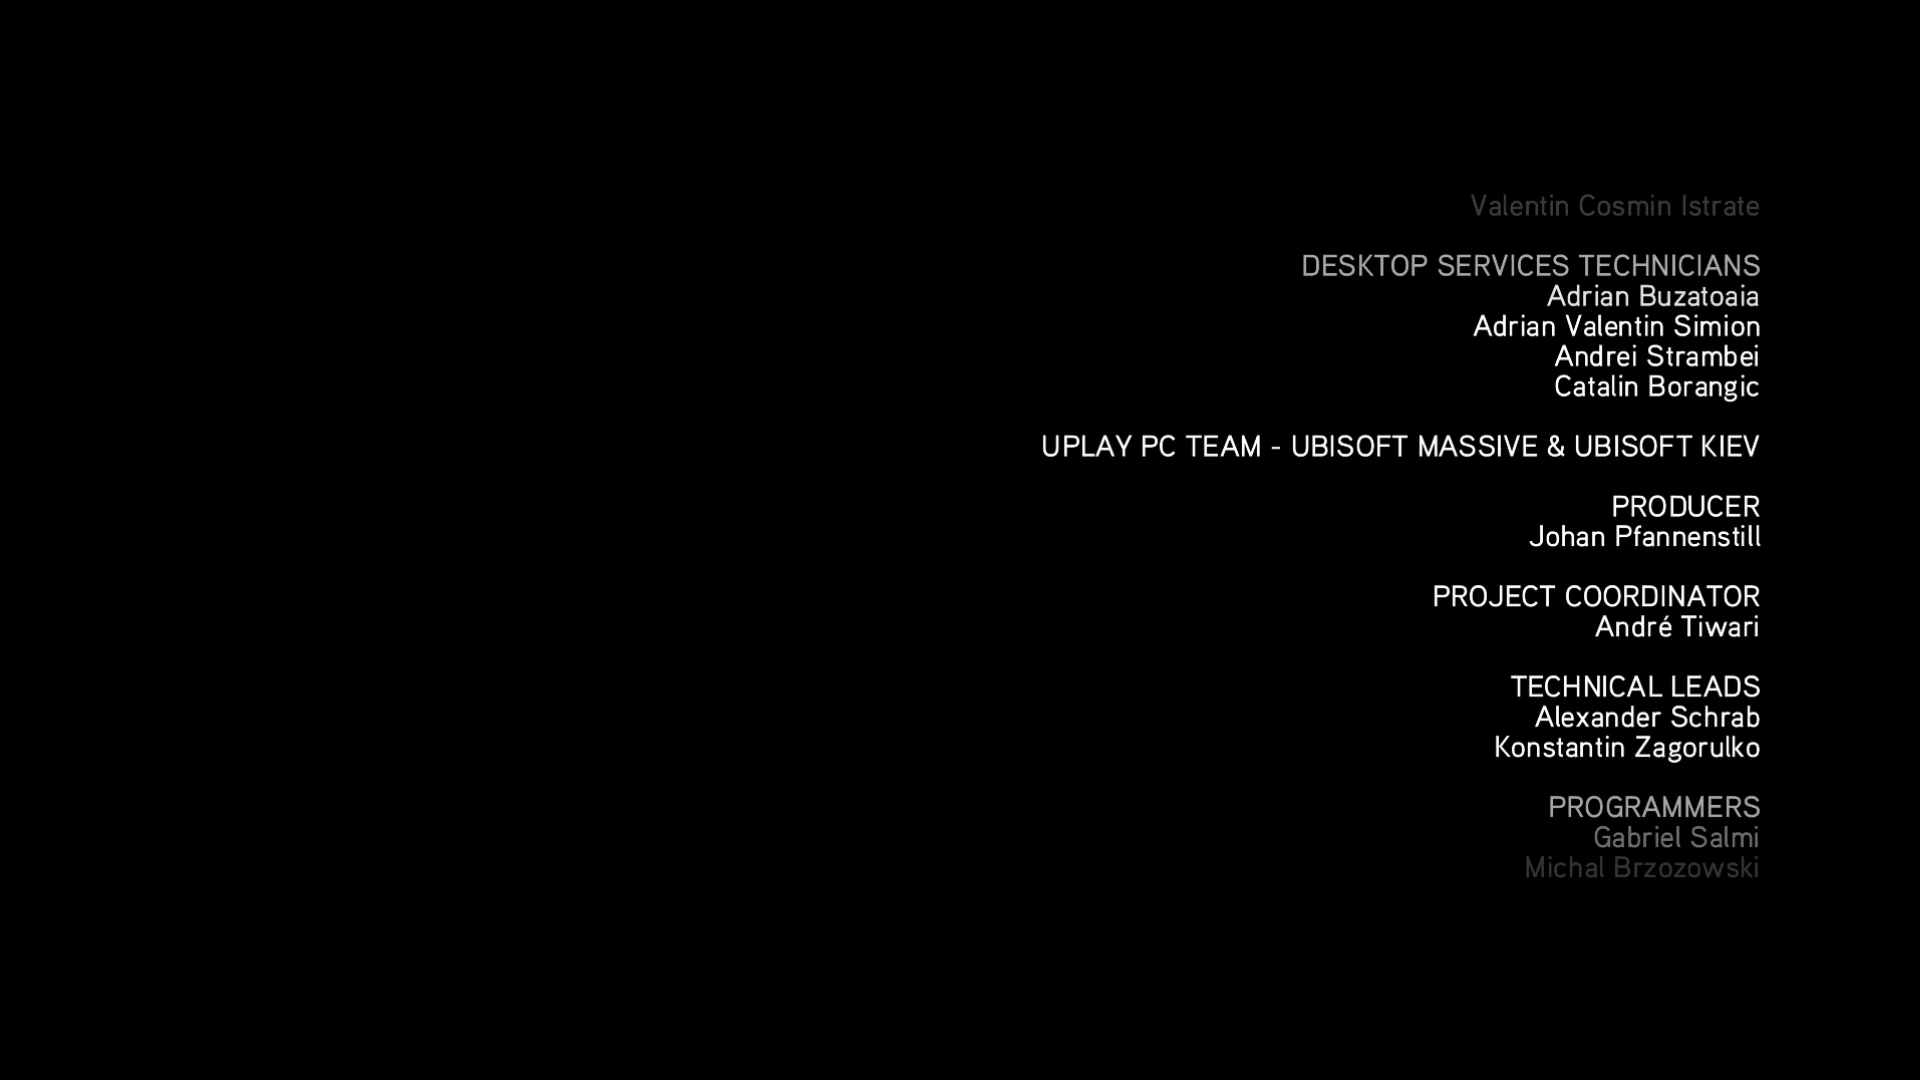 Valentin Cosmin Istrate
DESKTOP SERVICES TECHNICIANS
Adrian Buzatoaia
Adrian Valentin Simion
Andrei Strambei
Catalin Borangic
UPLAY PC TEAM - UBISOFT MASSIVE & UBISOFT KIEV
PRODUCER
Johan Pfannenstill
PROJECT COORDINATOR
André Tiwari
TECHNICAL LEADS
Alexander Schrab
Konstantin Zagorulko
PROGRAMMERS
Gabriel Salmi
Michal Brzozowski